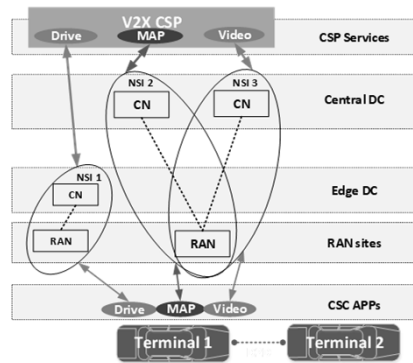 V2X CSP
Drive MAP Video
CSP Services
NSI 2 NSI 3
CN CN
Central DC
NSI 1
CN
Edge DC
RAN RAN
RAN sites
Drive MAP Video
CSC APPs
Terminal 1 Terminal 2